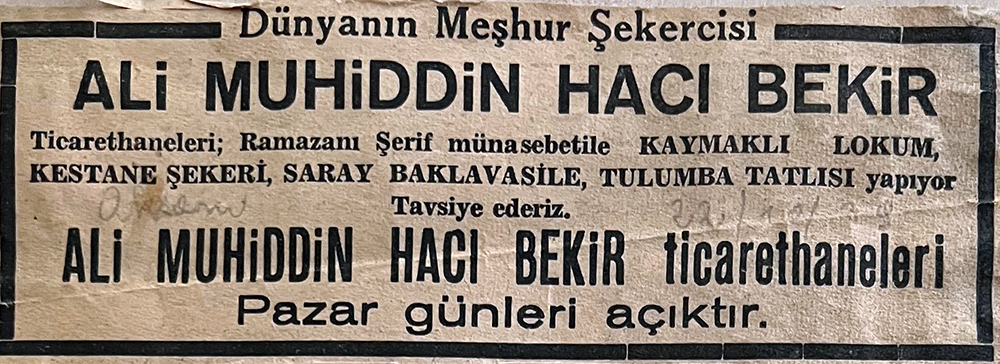 Dünyanın Meşhur Şekercisi
ALi MUHiDDiN HACI BEKiR
Ticarethaneleri; Ramazanı Şerif münasebetile KAYMAKLI LOKUM,
KESTANE ŞEKERİ, SARAY BAKLAVASİLE, TULUMBA TATLISI yapıyor
Tavsiye ederiz.
ALi MUHiDDiN HACI BEKiR ticarethaneleri
Pazar günleri açıktır.